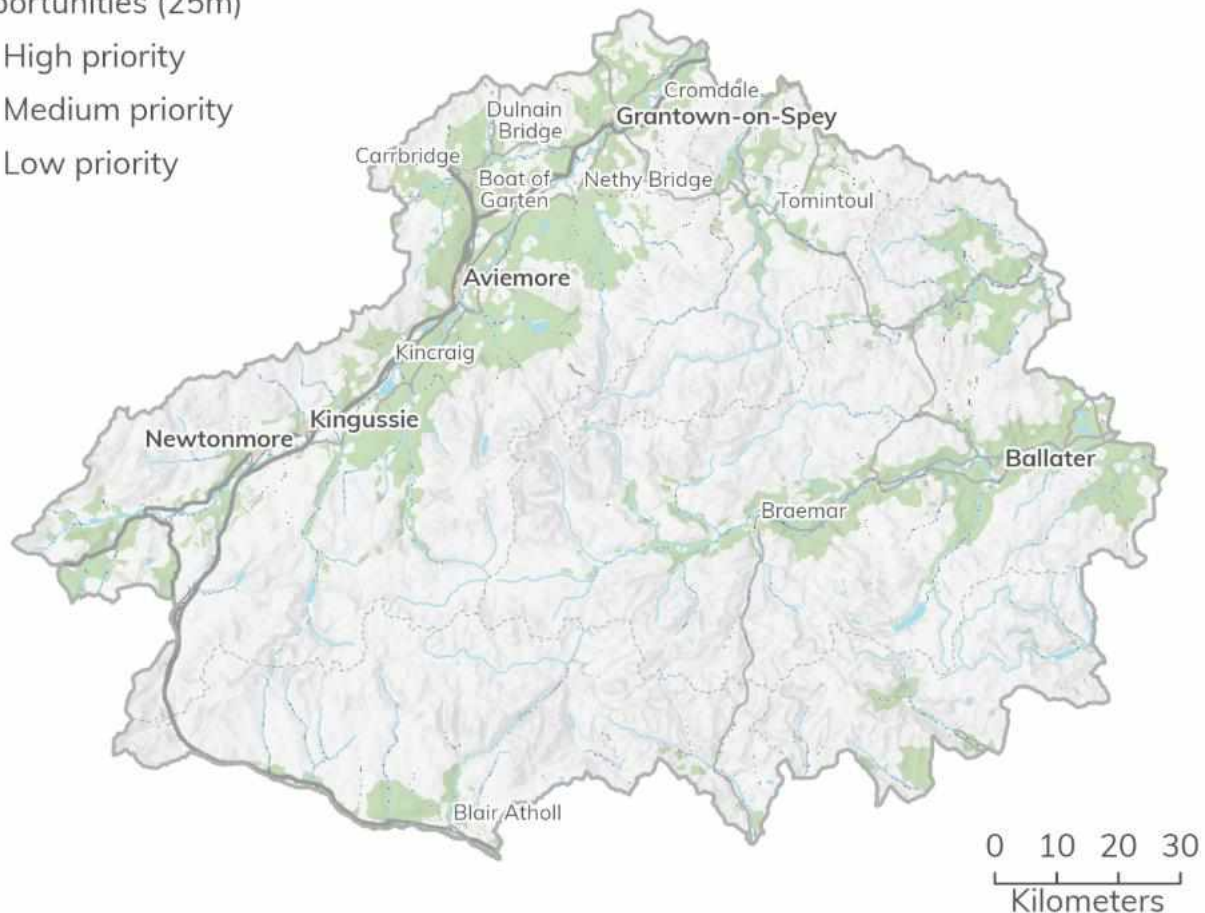 portunities (25m)
High priority
Medium priority
Low priority
Cromdale
Dulnain
Bridge
Grantown-on-Spey
Carrbridge
Boat of
Garten
Nethy Bridge
Tomintoul
Aviemore
Kincraig
Kingussie
Newtonmore
Ballater
Braemar
Blair Atholl
0 10 20 30
Kilometers